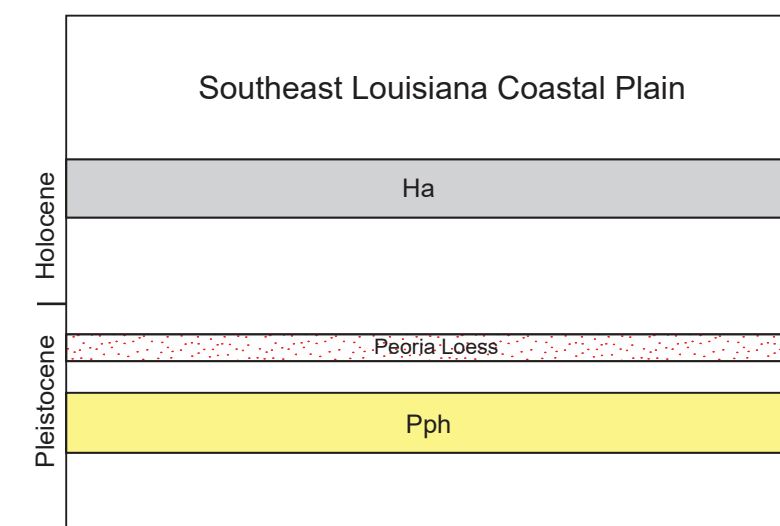 Southeast Louisiana Coastal Plain
Holocene
Ha
Pleistocene
Peoria Loess
Pph